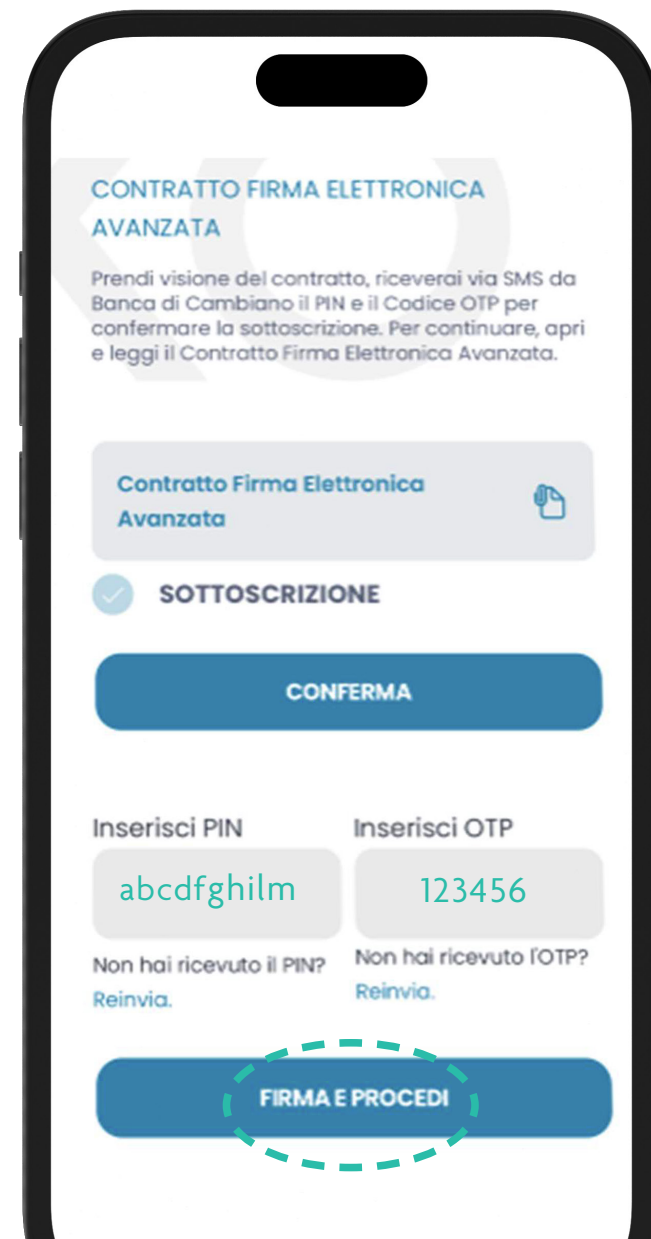 CONTRATTO FIRMA ELETTRONICA
AVANZATA
Prendi visione del contratto, riceverai via SMS da
Banca di Cambiano il PIN e il Codice OTP per
confermare la sottoscrizione. Per continuare, apri
e leggi il Contratto Firma Elettronica Avanzata.
Contratto Firma Elettronica
Avanzata
SOTTOSCRIZIONE
CONFERMA
Inserisci PIN
Inserisci OTP
abcdfghilm
123456
Non hai ricevuto il PIN?
Reinvia.
Non hai ricevuto l'OTP?
Reinvia.
FIRMA E PROCEDI